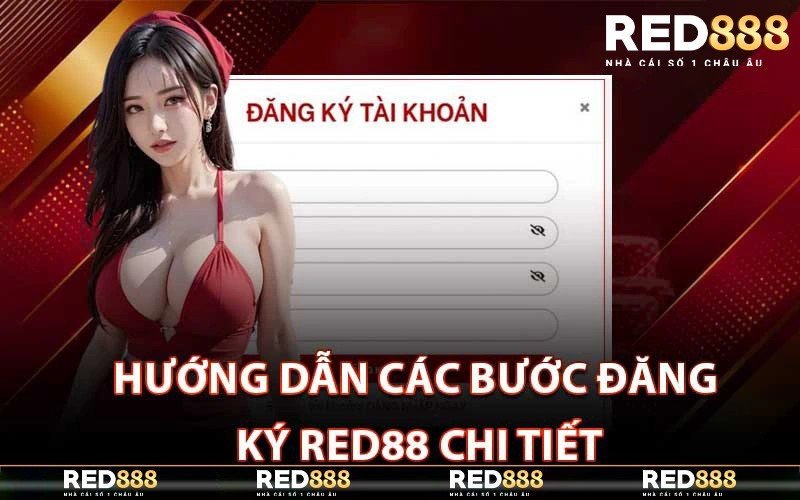 RED888
NHÀ CÁI SỐ 1 CHÂU ÂU
ĐĂNG KÝ TÀI KHOẢN
×
HƯỚNG DẪN CÁC BƯỚC ĐĂNG
KÝ RED88 CHI TIẾT
RED888 RED888 RED888 RED888
NHÀ CÁI SỐ 1 CHÂU ÂU NHÀ CÁI SỐ 1 CHÂU ÂU NHÀ CÁI SỐ 1 CHÂU ÂU NHÀ CÁI SỐ 1 CHÂU ÂU